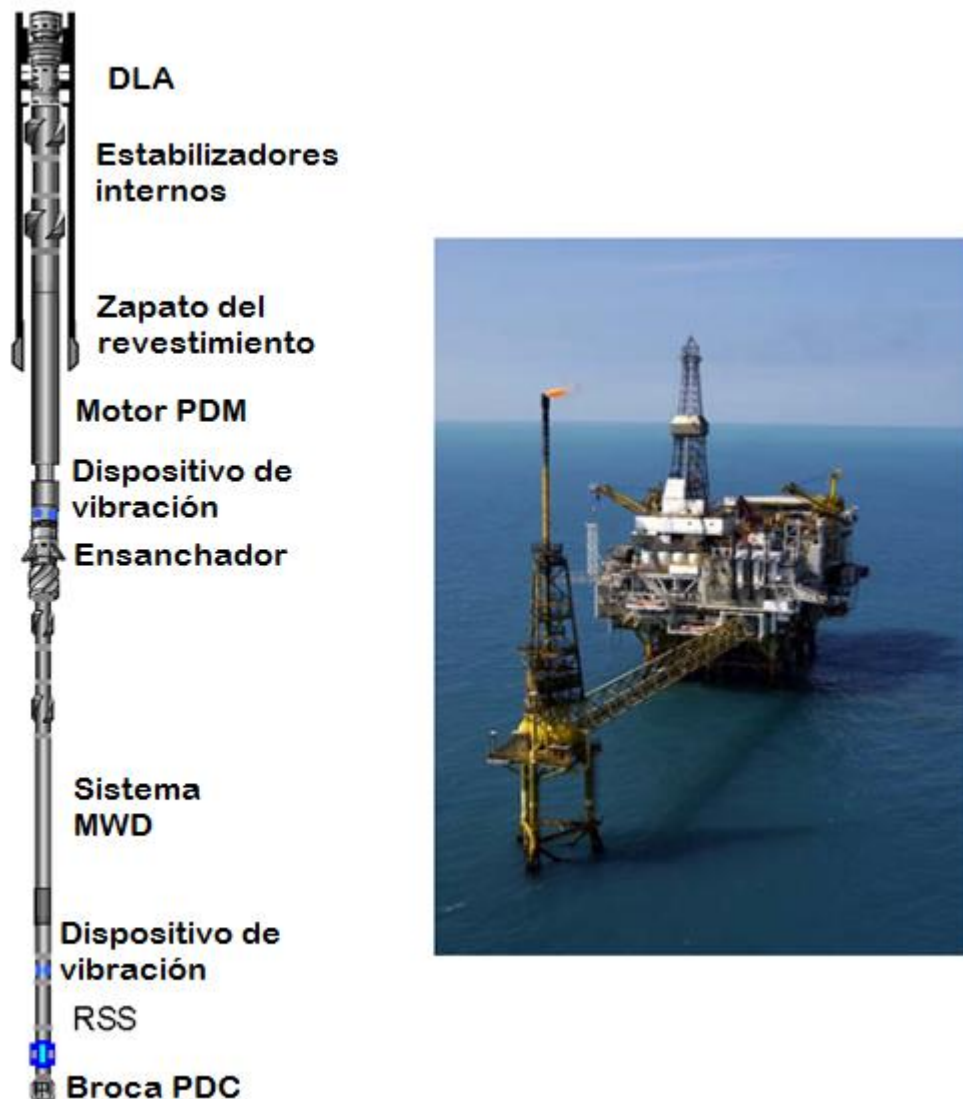 DLA
Estabilizadores
internos
Zapato del
revestimiento
Motor PDM
Dispositivo de
vibración
Ensanchador
Sistema
MWD
Dispositivo de
vibración
RSS
Broca PDC